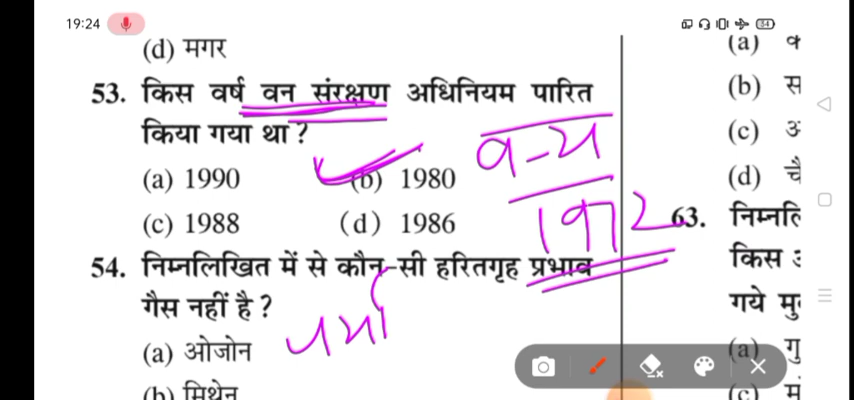 19:24
84
(d) मगर
53. किस वर्ष वन संरक्षण अधिनियम पारित
किया गया था ?
(a) 1990
(b) 1980
(c) 1988
(d) 1986
व-य
1972
54. निम्नलिखित में से कौन-सी हरितगृह प्रभाव
गैस नहीं है ?
(a) ओजोन
(b) मिथेन
(a)
(b)
(c)
(d)
63. निम्नलि
किस
गये
(a) गु
(c)